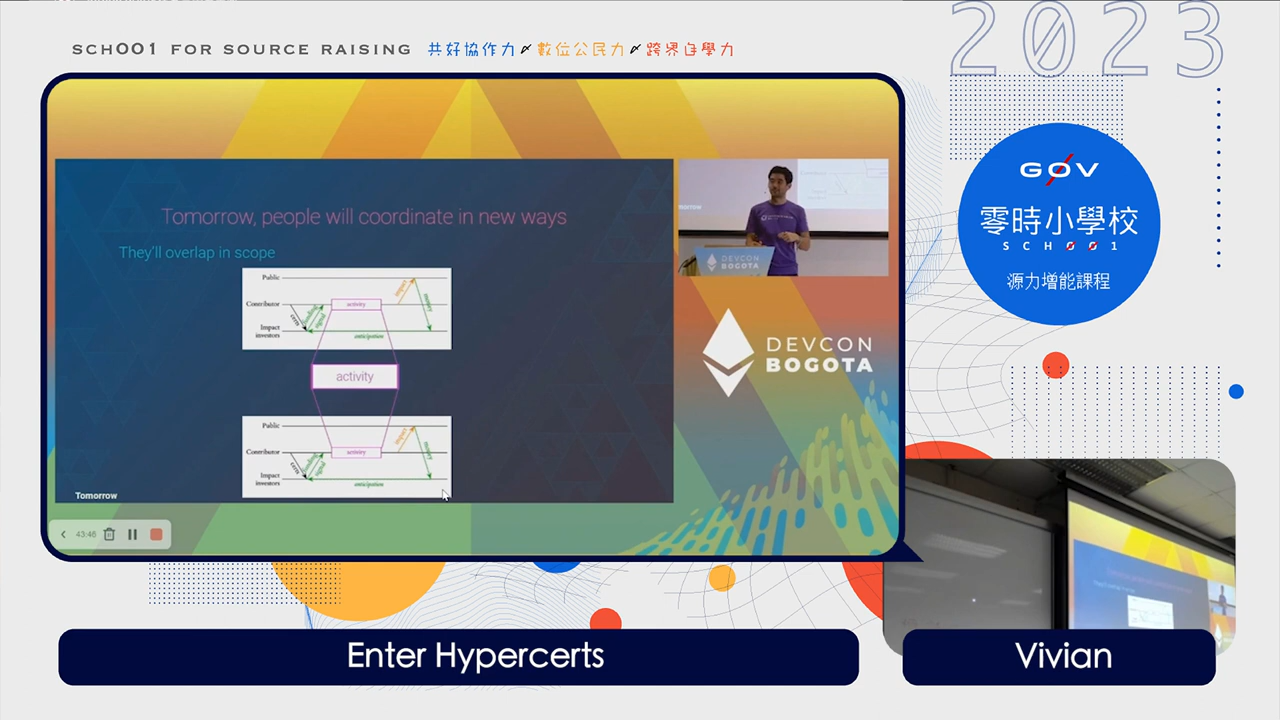 SCH001 FOR SOURCE RAISING 共好協作力 數位公民力 跨界自學力
2023
G0V
零時小學校
SCH001
源力增能課程
Tomorrow, people will coordinate in new ways
They'll overlap in scope
Public
Contributor
activity
Impact investors
anticipation
activity
Public
Contributor
activity
Impact investors
anticipation
Tomorrow
DEVCON
BOGOTA
DEVCON
BOGOTA
43:46
Enter Hypercerts
Vivian